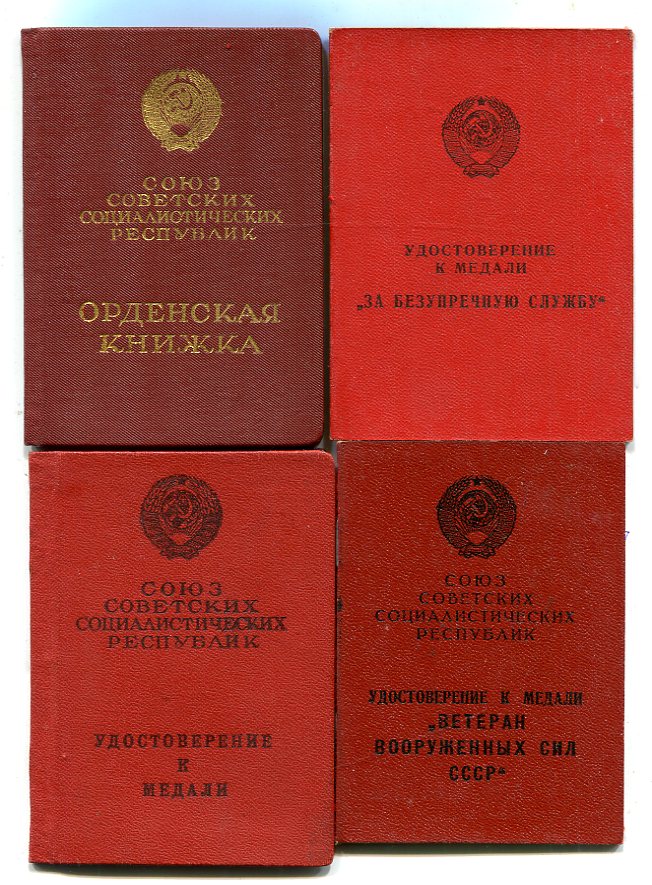 СОЮЗ
СОВЕТСКИХ
СОЦИАЛИСТИЧЕСКИХ
РЕСПУБЛИК
ОРДЕНСКАЯ
КНИЖКА
УДОСТОВЕРЕНИЕ
К МЕДАЛИ
„ЗА БЕЗУПРЕЧНУЮ СЛУЖБУ“
СОЮЗ
СОВЕТСКИХ
СОЦИАЛИСТИЧЕСКИХ
РЕСПУБЛИК
УДОСТОВЕРЕНИЕ
К
МЕДАЛИ
СОЮЗ
СОВЕТСКИХ
СОЦИАЛИСТИЧЕСКИХ
РЕСПУБЛИК
УДОСТОВЕРЕНИЕ К МЕДАЛИ
„ВЕТЕРАН
ВООРУЖЕННЫХ СИЛ
СССР“